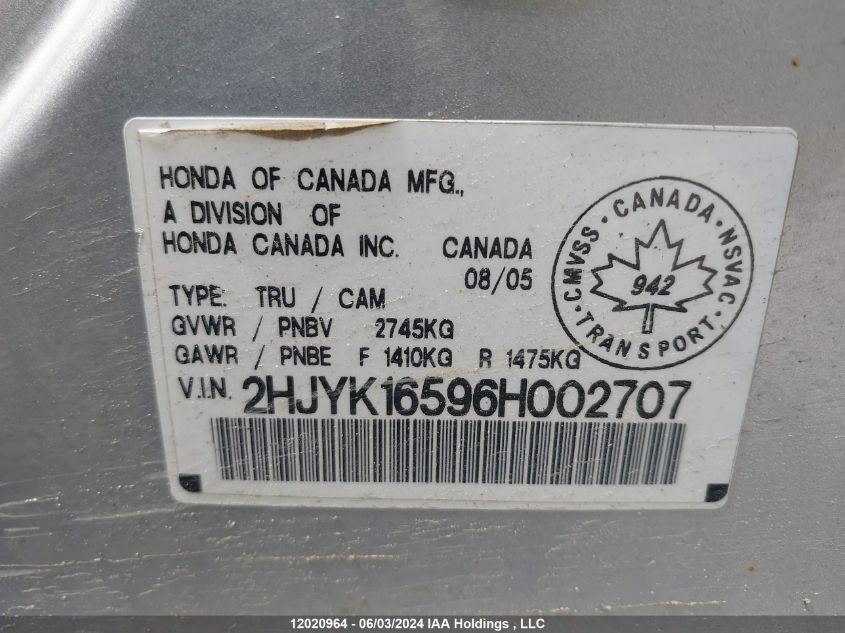 HONDA OF CANADA MFG.,
A DIVISION OF
HONDA CANADA INC. CANADA
08/05
TYPE: TRU / CAM
GVWR / PNBV 2745KG
GAWR / PNBE F 1410KG R 1475KG
V.I.N. 2HJYK16596H002707
CMVSS · CANADA · NSVAC · TRANSPORT ·
942
12020964 - 06/03/2024 IAA Holdings, LLC